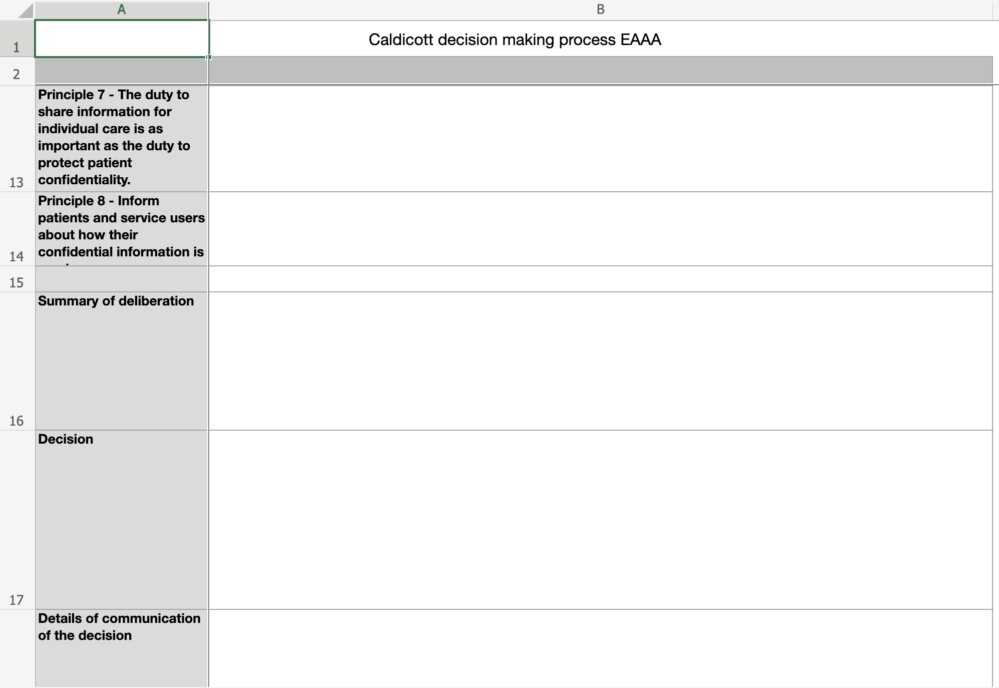 A
B
1
Caldicott decision making process EAAA
2
Principle 7 - The duty to
share information for
individual care is as
important as the duty to
protect patient
confidentiality.
13
Principle 8 - Inform
patients and service users
about how their
confidential information is
14
15
Summary of deliberation
16
Decision
17
Details of communication
of the decision